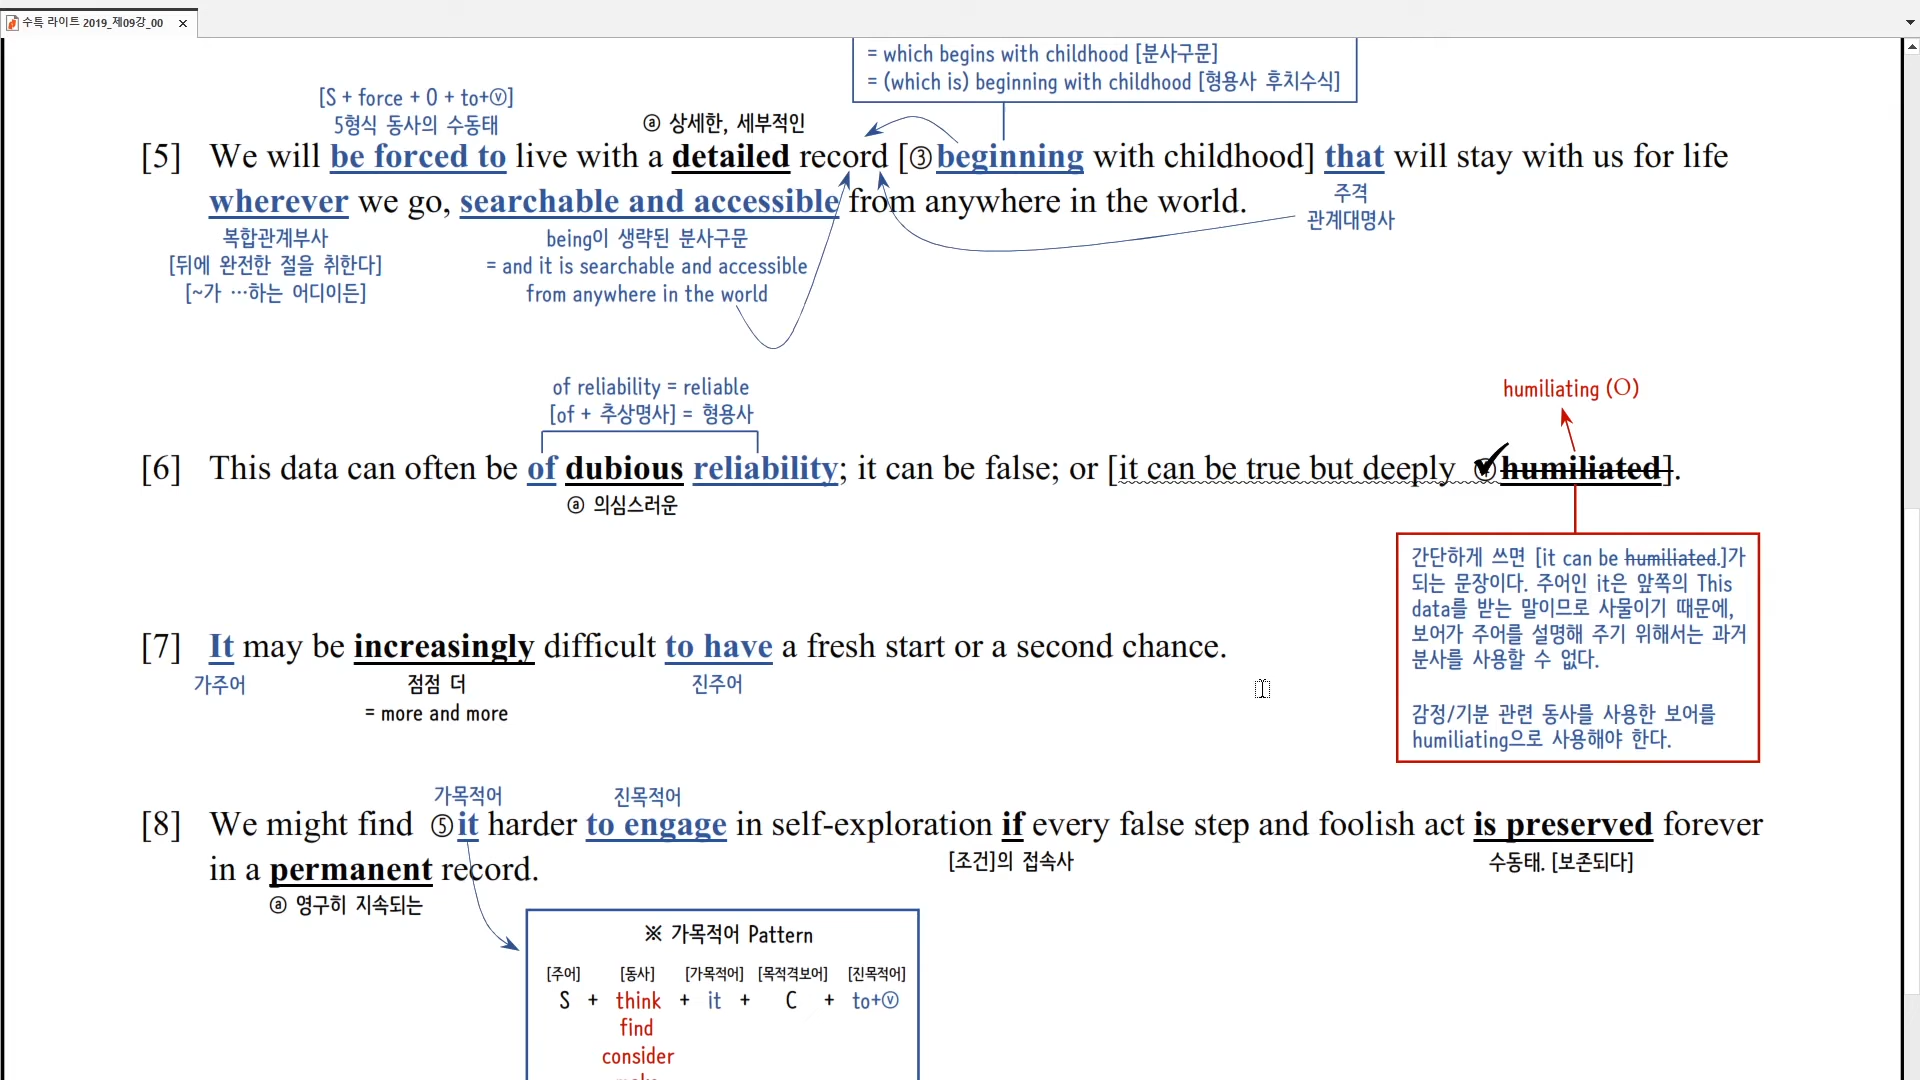 수특 라이트 2019_제09강_00
= which begins with childhood [분사구문]
= (which is) beginning with childhood [형용사 후치수식]
[S + force + O + to+ⓥ]
5형식 동사의 수동태
ⓐ 상세한, 세부적인
[5] We will be forced to live with a detailed record [③beginning with childhood] that will stay with us for life
wherever we go, searchable and accessible from anywhere in the world.
주격
관계대명사
복합관계부사
[뒤에 완전한 절을 취한다]
[~가 …하는 어디이든]
being이 생략된 분사구문
= and it is searchable and accessible
from anywhere in the world
of reliability = reliable
[of + 추상명사] = 형용사
humiliating (O)
[6] This data can often be of dubious reliability; it can be false; or [it can be true but deeply ④humiliated].
ⓐ 의심스러운
간단하게 쓰면 [it can be humiliated.]가
되는 문장이다. 주어인 it은 앞쪽의 This
data를 받는 말이므로 사물이기 때문에,
보어가 주어를 설명해 주기 위해서는 과거
분사를 사용할 수 없다.
감정/기분 관련 동사를 사용한 보어를
humiliating으로 사용해야 한다.
[7] It may be increasingly difficult to have a fresh start or a second chance.
가주어
점점 더
= more and more
진주어
가목적어
진목적어
[8] We might find ⑤it harder to engage in self-exploration if every false step and foolish act is preserved forever
in a permanent record.
[조건]의 접속사
수동태. [보존되다]
ⓐ 영구히 지속되는
※ 가목적어 Pattern
[주어] [동사] [가목적어] [목적격보어] [진목적어]
S + think + it + C + to+ⓥ
find
consider